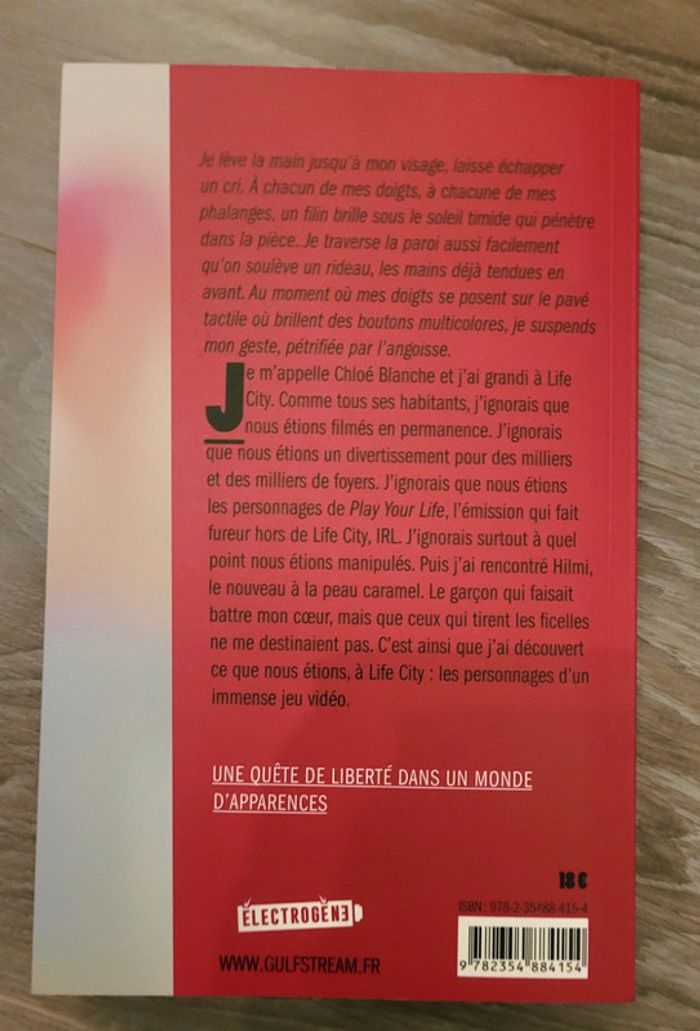 Je lève la main jusqu'à mon visage, laisse échapper
un cri. À chacun de mes doigts, à chacune de mes
phalanges, un filin brille sous le soleil timide qui pénètre
dans la pièce. Je traverse la paroi aussi facilement
qu'on soulève un rideau, les mains déjà tendues en
avant. Au moment où mes doigts se posent sur le pavé
tactile où brillent des boutons multicolores, je suspends
mon geste, pétrifiée par l'angoisse.
Je m'appelle Chloé Blanche et j'ai grandi à Life
City. Comme tous ses habitants, j'ignorais que
nous étions filmés en permanence. J'ignorais
que nous étions un divertissement pour des milliers
et des milliers de foyers. J'ignorais que nous étions
les personnages de Play Your Life, l'émission qui fait
fureur hors de Life City, IRL. J'ignorais surtout à quel
point nous étions manipulés. Puis j'ai rencontré Hilmi,
le nouveau à la peau caramel. Le garçon qui faisait
battre mon cœur, mais que ceux qui tirent les ficelles
ne me destinaient pas. C'est ainsi que j'ai découvert
ce que nous étions, à Life City : les personnages d'un
immense jeu vidéo.
UNE QUÊTE DE LIBERTÉ DANS UN MONDE
D'APPARENCES
18 €
ISBN : 978-2-35488-415-4
ÉLECTROGÈNE
WWW.GULFSTREAM.FR
9 782354 884154